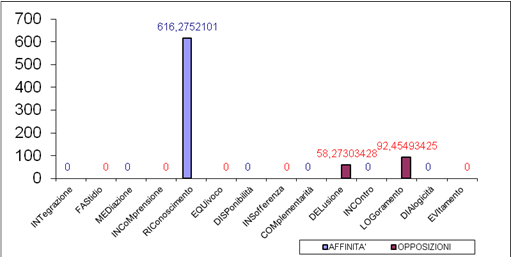 700
600
500
400
300
200
100
0
616,2752101
58,27303428
92,45493425
0 0 0 0 0 0 0 0 0 0 0
INTegrazione
FAStidio
MEDiazione
INCoMprensione
RIConoscimento
EQUivoco
DISPonibilità
INSofferenza
COMplementarità
DELusione
INCOntro
LOGoramento
DIAlogicità
EVItamento
AFFINITA'
OPPOSIZIONI